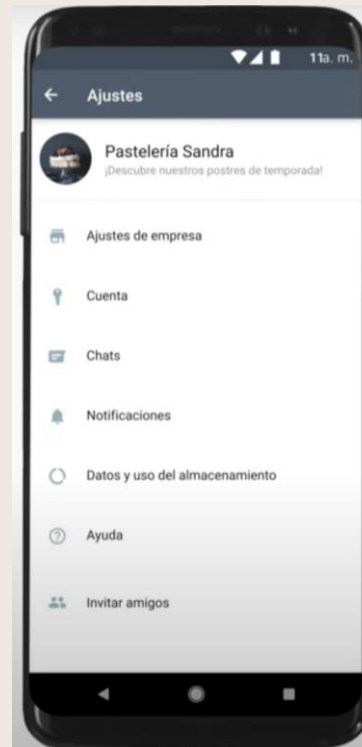 11a. m.
Ajustes
Pastelería Sandra
¡Descubre nuestros postres de temporada!
Ajustes de empresa
Cuenta
Chats
Notificaciones
Datos y uso del almacenamiento
Ayuda
Invitar amigos